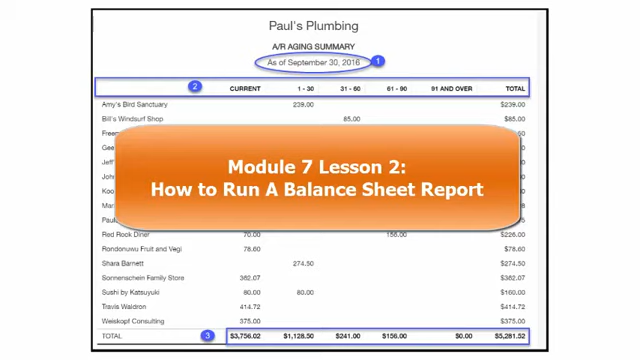 Paul's Plumbing
A/R AGING SUMMARY
As of September 30, 2016 1
2 CURRENT 1 - 30 31 - 60 61 - 90 91 AND OVER TOTAL
Amy's Bird Sanctuary 239.00 $239.00
Bill's Windsurf Shop 85.00 $85.00
Module 7 Lesson 2:
How to Run A Balance Sheet Report
Red Rock Diner 70.00 156.00 $226.00
Rondonuwu Fruit and Vegi 78.60 $78.60
Shara Barnett 274.50 $274.50
Sonnenschein Family Store 362.07 $362.07
Sushi by Katsuyuki 80.00 80.00 $160.00
Travis Waldron 414.72 $414.72
Weiskopf Consulting 375.00 $375.00
TOTAL 3 $3,756.02 $1,128.50 $241.00 $156.00 $0.00 $5,281.52